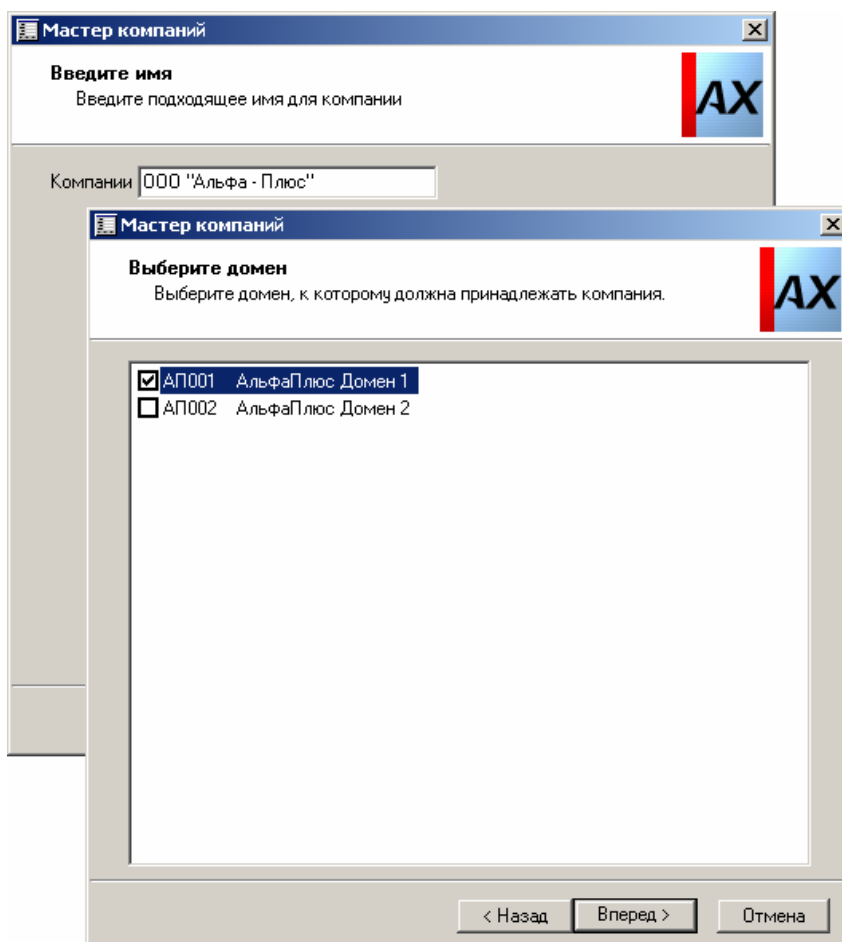 Мастер компаний
Введите имя
Введите подходящее имя для компании
AX
Компании ООО "Альфа - Плюс"
Мастер компаний
Выберите домен
Выберите домен, к которому должна принадлежать компания.
AX
АП001 АльфаПлюс Домен 1
АП002 АльфаПлюс Домен 2
< Назад Вперед > Отмена